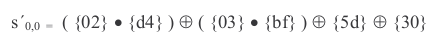 s´0,0 = ( {02} • {d4} ) ⊕ ( {03} • {bf} ) ⊕ {5d} ⊕ {30}